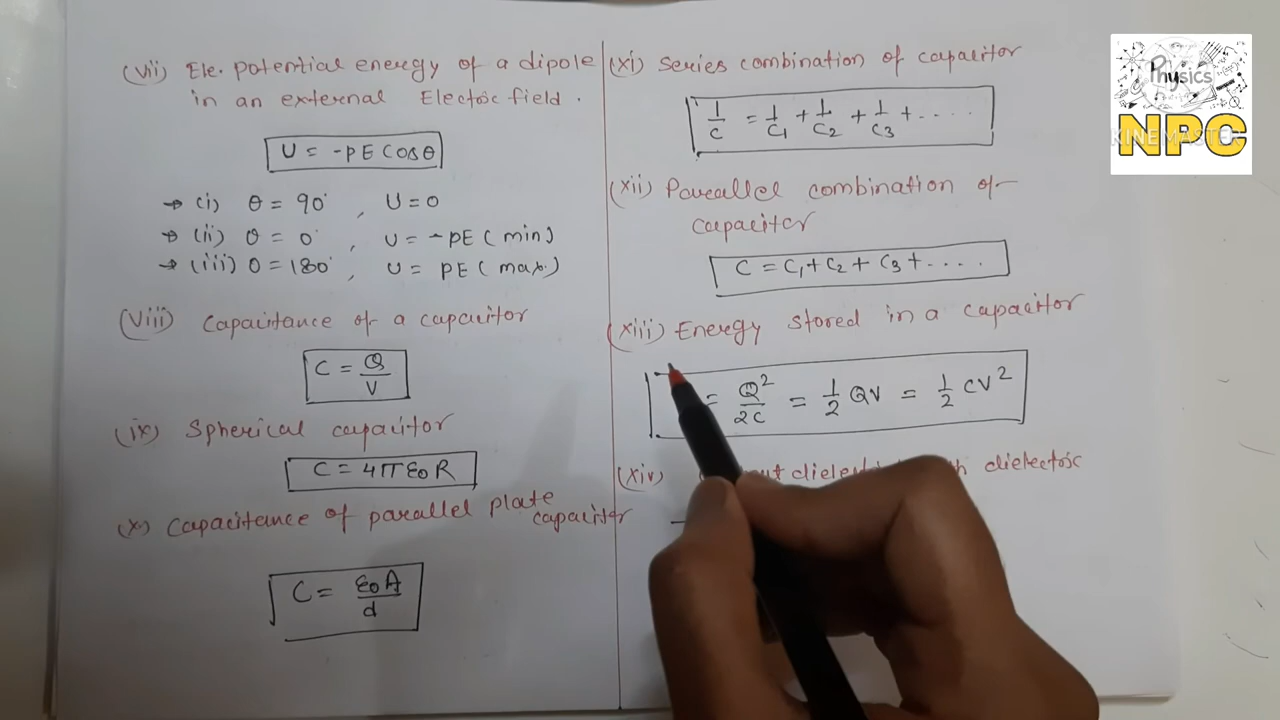 (vii) Ele. potential energy of a dipole
in an external Electric field.
U = -pE cosθ
→ (i) θ = 90°, U = 0
→ (ii) θ = 0°, U = -pE (min)
→ (iii) θ = 180°, U = pE (max.)
(viii) capacitance of a capacitor
C = Q/V
(ix) Spherical capacitor
C = 4πε0R
(x) Capacitance of parallel plate
capacitor
C = ε0A/d
(xi) Series combination of capacitor
1/C = 1/C1 + 1/C2 + 1/C3 + ....
(xii) Parallel combination of
capacitor
C = C1 + C2 + C3 + ....
(xiii) Energy stored in a capacitor
= Q²/2C = 1/2 QV = 1/2 CV²
(xiv) dielectric
Physics
NPC
KINEMASTER